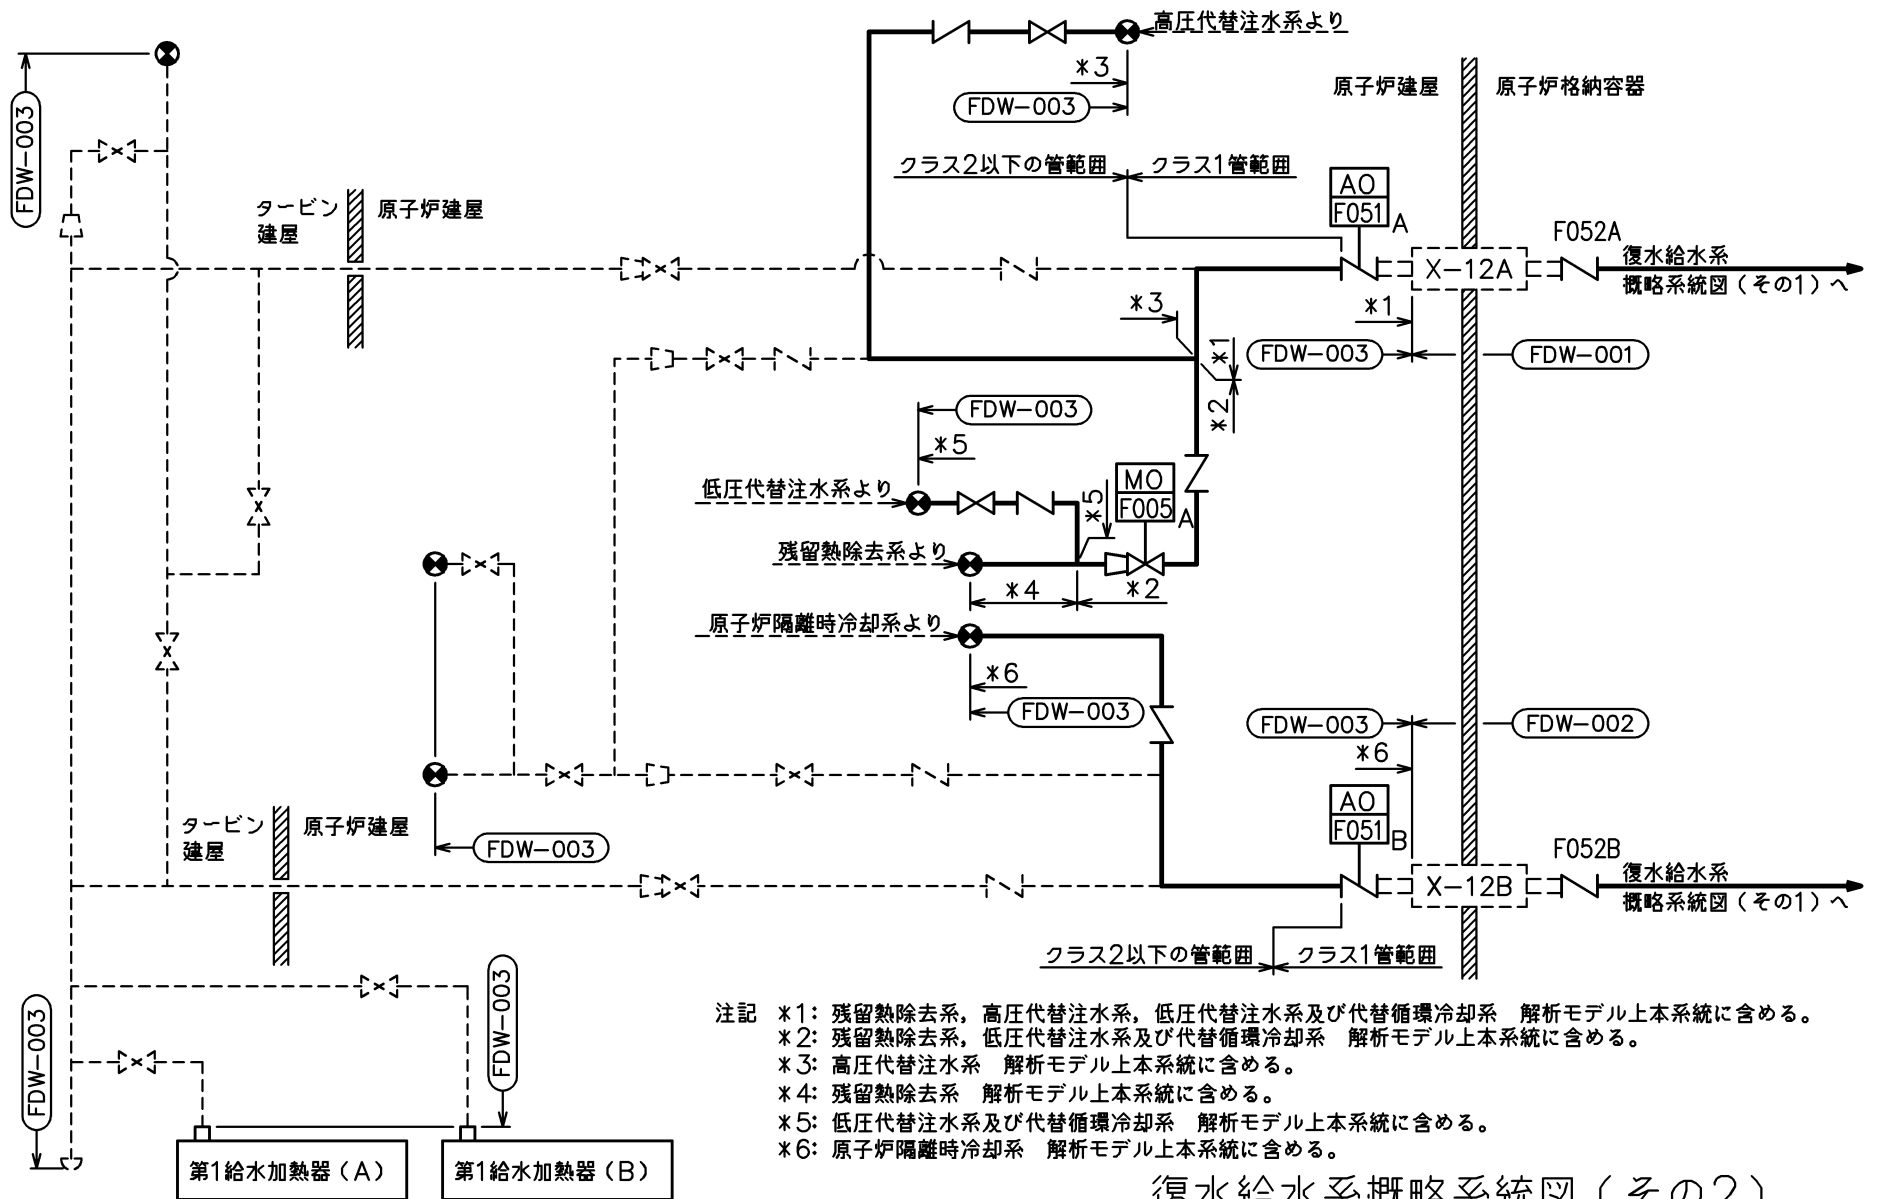 高圧代替注水系より
*3
FDW-003
FDW-003
原子炉建屋
原子炉格納容器
クラス2以下の管範囲
クラス1管範囲
AO
F051
A
タービン
建屋
原子炉建屋
F052A
X-12A
復水給水系
概略系統図(その1)へ
*3
*1
FDW-003
FDW-001
*1
*2
FDW-003
*5
低圧代替注水系より
*5
MO
F005
A
残留熱除去系より
*4
*2
原子炉隔離時冷却系より
*6
FDW-003
FDW-003
FDW-002
*6
AO
F051
B
タービン
建屋
原子炉建屋
FDW-003
F052B
X-12B
復水給水系
概略系統図(その1)へ
クラス2以下の管範囲
クラス1管範囲
FDW-003
FDW-003
第1給水加熱器(A)
第1給水加熱器(B)
注記 *1: 残留熱除去系,高圧代替注水系,低圧代替注水系及び代替循環冷却系 解析モデル上本系統に含める。
*2: 残留熱除去系,低圧代替注水系及び代替循環冷却系 解析モデル上本系統に含める。
*3: 高圧代替注水系 解析モデル上本系統に含める。
*4: 残留熱除去系 解析モデル上本系統に含める。
*5: 低圧代替注水系及び代替循環冷却系 解析モデル上本系統に含める。
*6: 原子炉隔離時冷却系 解析モデル上本系統に含める。
復水給水系概略系統図(その2)